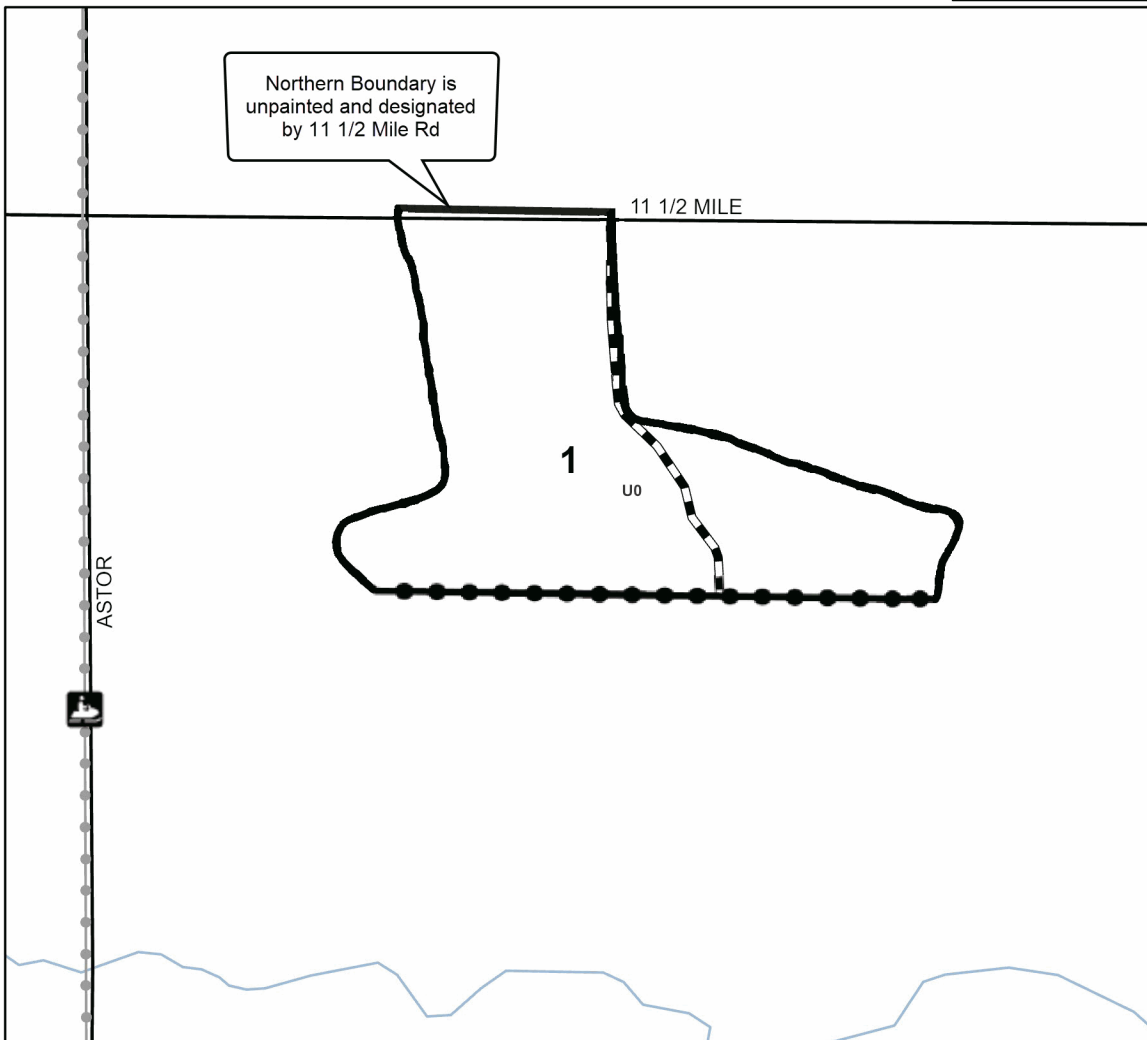 Northern Boundary is
unpainted and designated
by 11 1/2 Mile Rd
11 1/2 MILE
1
U0
ASTOR